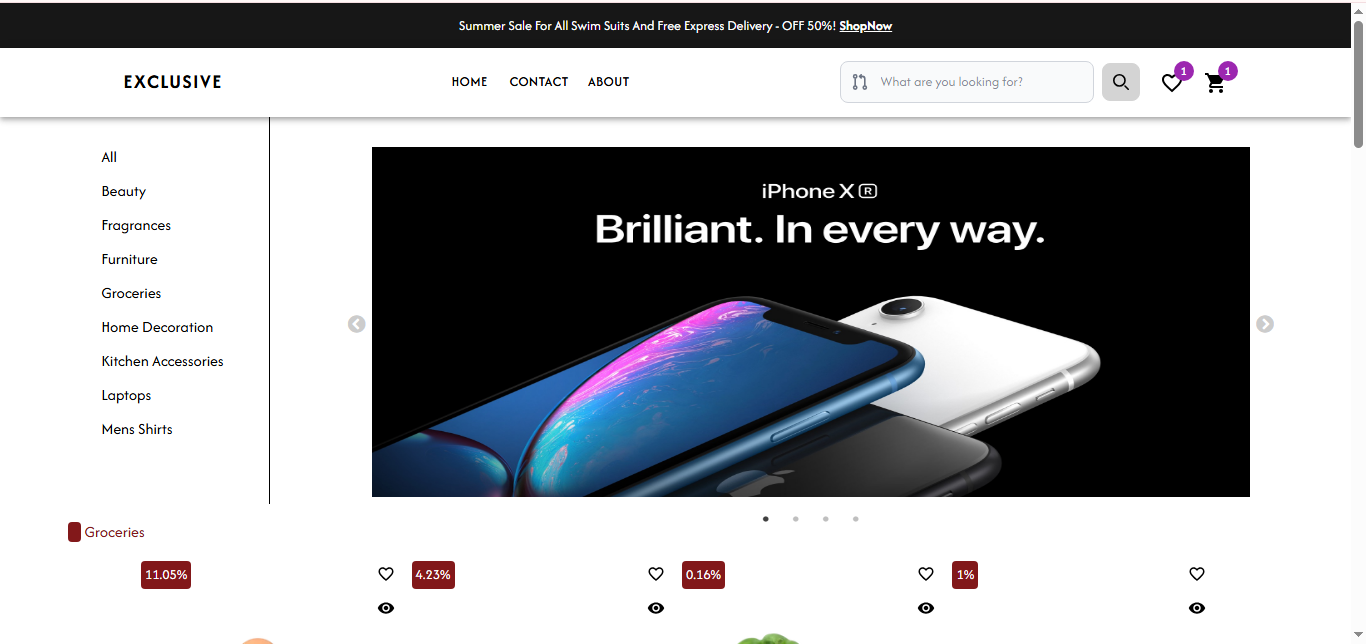 Summer Sale For All Swim Suits And Free Express Delivery - OFF 50%! ShopNow
EXCLUSIVE
HOME CONTACT ABOUT
What are you looking for?
1
1
All
Beauty
Fragrances
Furniture
Groceries
Home Decoration
Kitchen Accessories
Laptops
Mens Shirts
iPhone XR
Brilliant. In every way.
Groceries
11.05%
4.23%
0.16%
1%